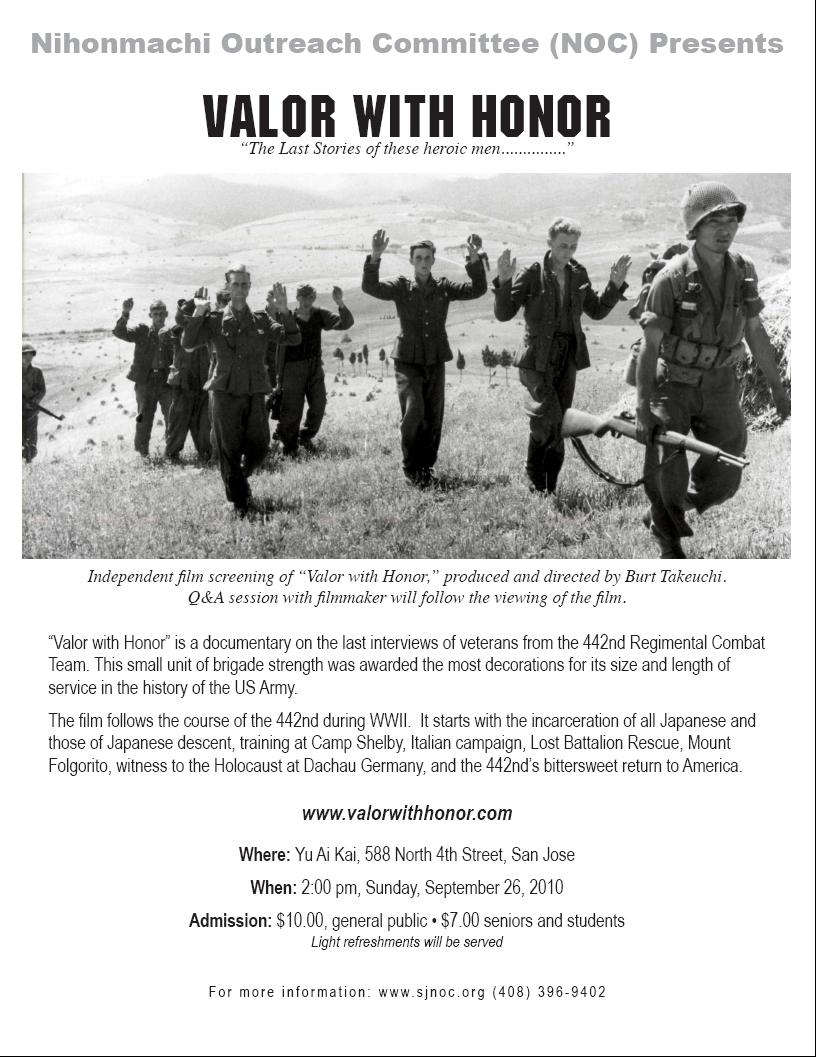 Nihonmachi Outreach Committee (NOC) Presents
VALOR WITH HONOR
“The Last Stories of these heroic men...............”
Independent film screening of “Valor with Honor,” produced and directed by Burt Takeuchi.
Q&A session with filmmaker will follow the viewing of the film.
“Valor with Honor” is a documentary on the last interviews of veterans from the 442nd Regimental Combat
Team. This small unit of brigade strength was awarded the most decorations for its size and length of
service in the history of the US Army.
The film follows the course of the 442nd during WWII.  It starts with the incarceration of all Japanese and
those of Japanese descent, training at Camp Shelby, Italian campaign, Lost Battalion Rescue, Mount
Folgorito, witness to the Holocaust at Dachau Germany, and the 442nd’s bittersweet return to America.
www.valorwithhonor.com
Where: Yu Ai Kai, 588 North 4th Street, San Jose
When: 2:00 pm, Sunday, September 26, 2010
Admission: $10.00, general public • $7.00 seniors and students
Light refreshments will be served
For more information: www.sjnoc.org (408) 396-9402